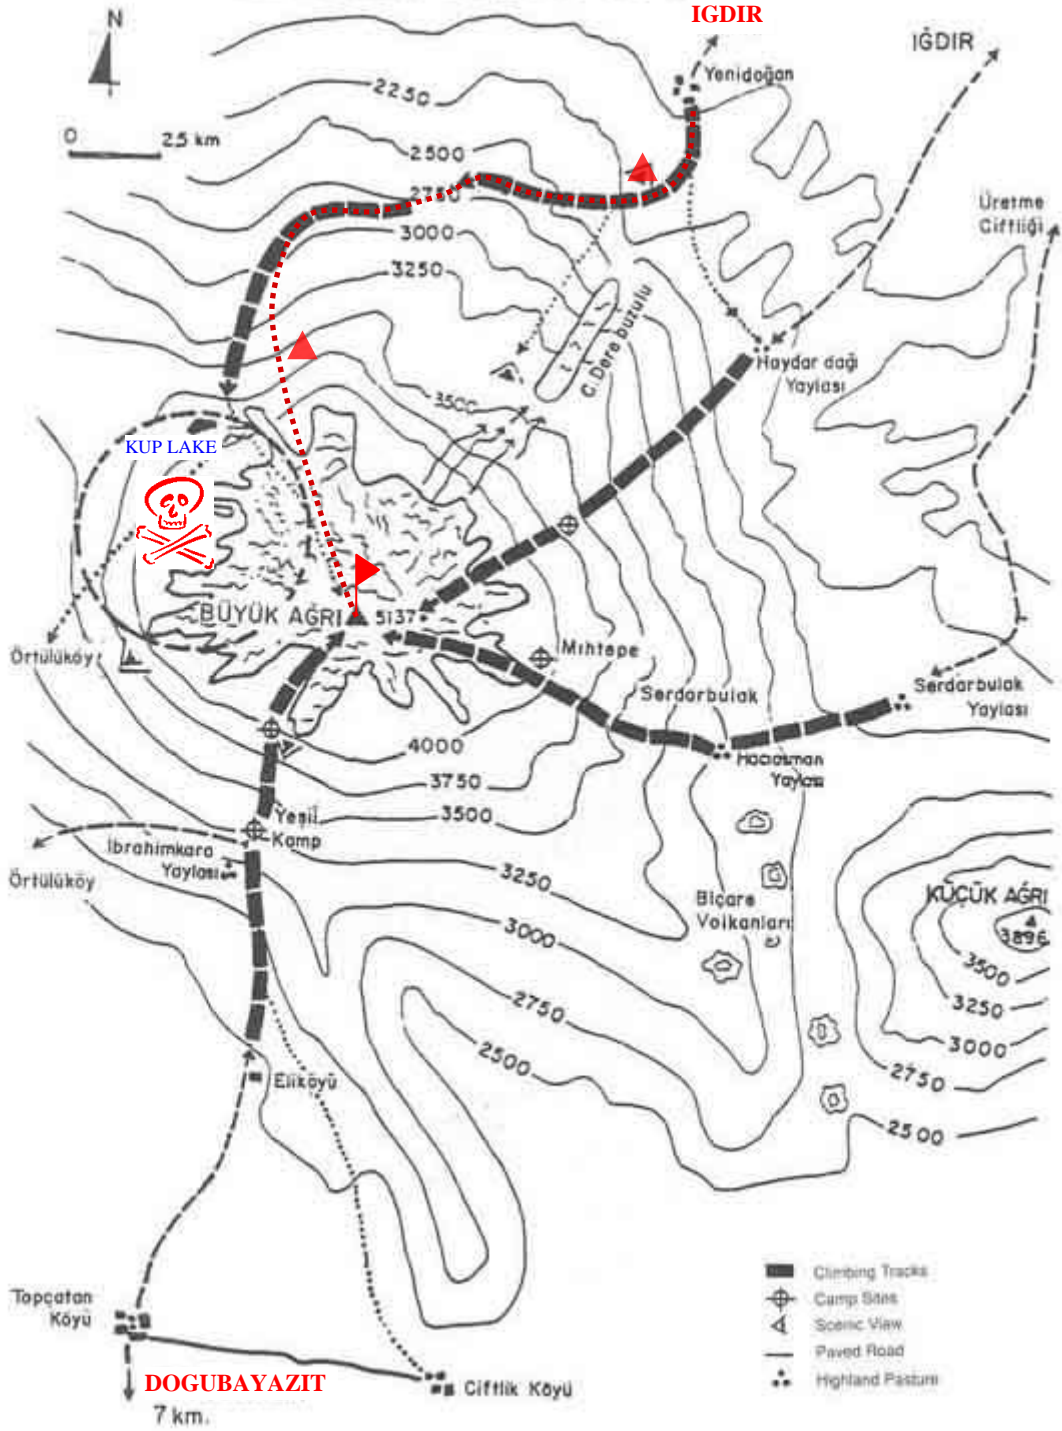 N
IGDIR
IĞDIR
Yenidoğan
0 2.5 km
2250
2500
3000
3250
3500
Üretme
Ciftliği
C. Dere buzulu
Haydar dağı
Yaylası
KUP LAKE
BÜYÜK AĞRI 5137
Örtülüköy
Mıhtepe
Serdarbulak
Serdarbulak
Yaylası
Hacıosman
Yaylası
4000
3750
3500
Yeşil
Kamp
İbrahimkara
Yaylası
Örtülüköy
3250
3000
2750
2500
Biçare
Volkanları
KÜÇÜK AĞRI
3896
3500
3250
3000
2750
2500
Eliköyü
Topçatan
Köyü
DOGUBAYAZIT
7 km.
Ciftlik Köyü
Climbing Tracks
Camp Sites
Scenic View
Paved Road
Highland Pasture